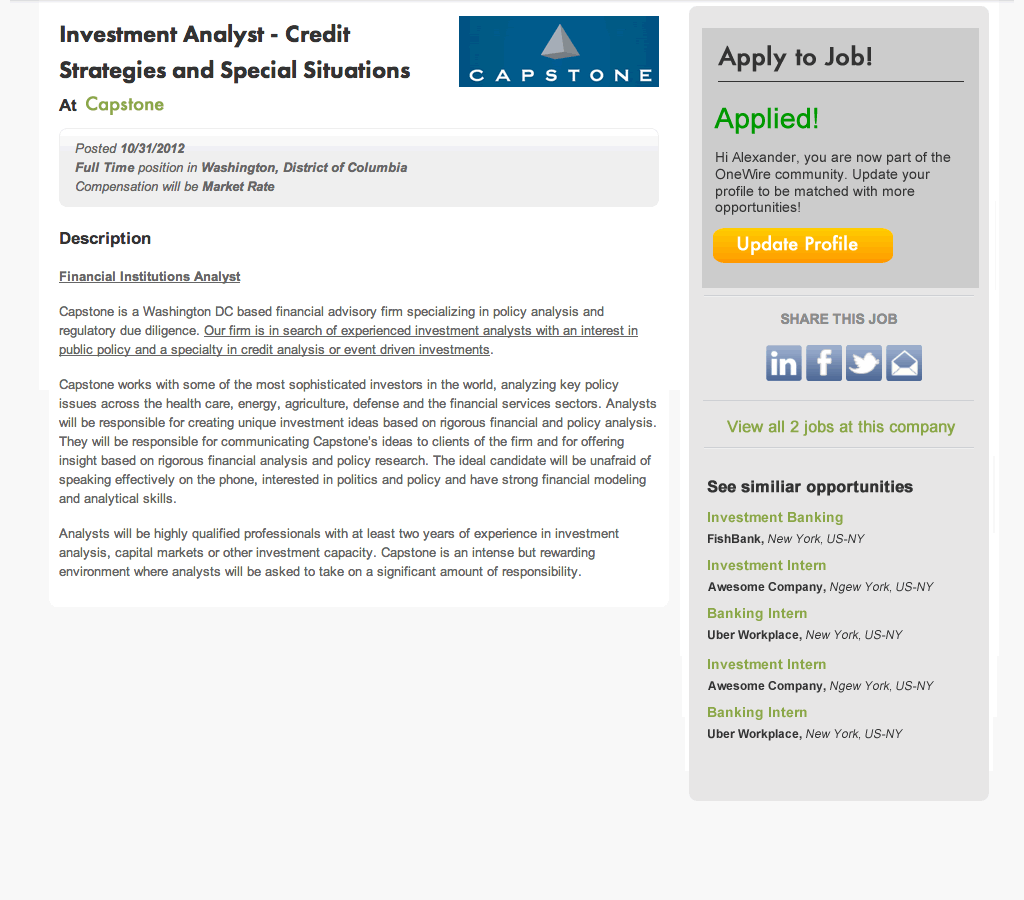 Investment Analyst - Credit
Strategies and Special Situations
At Capstone
CAPSTONE
Posted 10/31/2012
Full Time position in Washington, District of Columbia
Compensation will be Market Rate
Description
Financial Institutions Analyst
Capstone is a Washington DC based financial advisory firm specializing in policy analysis and
regulatory due diligence. Our firm is in search of experienced investment analysts with an interest in
public policy and a specialty in credit analysis or event driven investments.
Capstone works with some of the most sophisticated investors in the world, analyzing key policy
issues across the health care, energy, agriculture, defense and the financial services sectors. Analysts
will be responsible for creating unique investment ideas based on rigorous financial and policy analysis.
They will be responsible for communicating Capstone's ideas to clients of the firm and for offering
insight based on rigorous financial analysis and policy research. The ideal candidate will be unafraid of
speaking effectively on the phone, interested in politics and policy and have strong financial modeling
and analytical skills.
Analysts will be highly qualified professionals with at least two years of experience in investment
analysis, capital markets or other investment capacity. Capstone is an intense but rewarding
environment where analysts will be asked to take on a significant amount of responsibility.
Apply to Job!
Applied!
Hi Alexander, you are now part of the
OneWire community. Update your
profile to be matched with more
opportunities!
Update Profile
SHARE THIS JOB
in f
View all 2 jobs at this company
See similiar opportunities
Investment Banking
FishBank, New York, US-NY
Investment Intern
Awesome Company, Ngew York, US-NY
Banking Intern
Uber Workplace, New York, US-NY
Investment Intern
Awesome Company, Ngew York, US-NY
Banking Intern
Uber Workplace, New York, US-NY